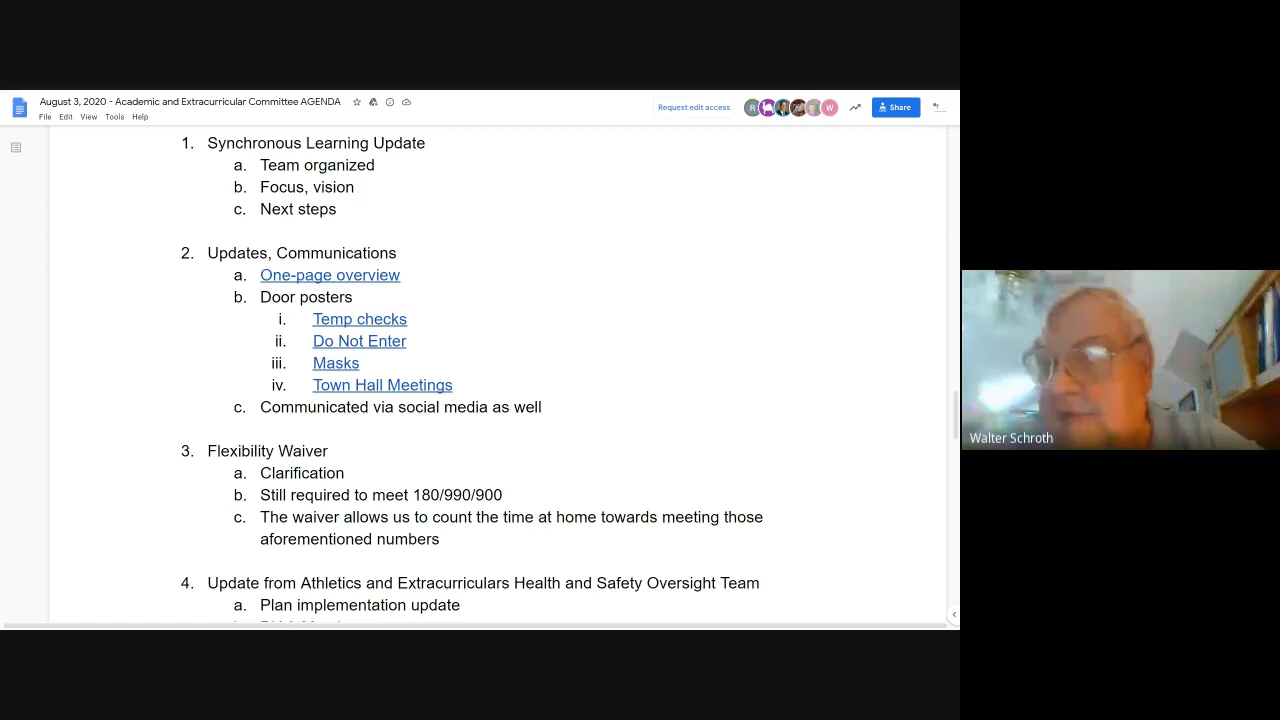 August 3, 2020 - Academic and Extracurricular Committee AGENDA
File Edit View Tools Help
Request edit access
R
W
Share
1. Synchronous Learning Update
a. Team organized
b. Focus, vision
c. Next steps
2. Updates, Communications
a. One-page overview
b. Door posters
i. Temp checks
ii. Do Not Enter
iii. Masks
iv. Town Hall Meetings
c. Communicated via social media as well
3. Flexibility Waiver
a. Clarification
b. Still required to meet 180/990/900
c. The waiver allows us to count the time at home towards meeting those
aforementioned numbers
4. Update from Athletics and Extracurriculars Health and Safety Oversight Team
a. Plan implementation update
Walter Schroth